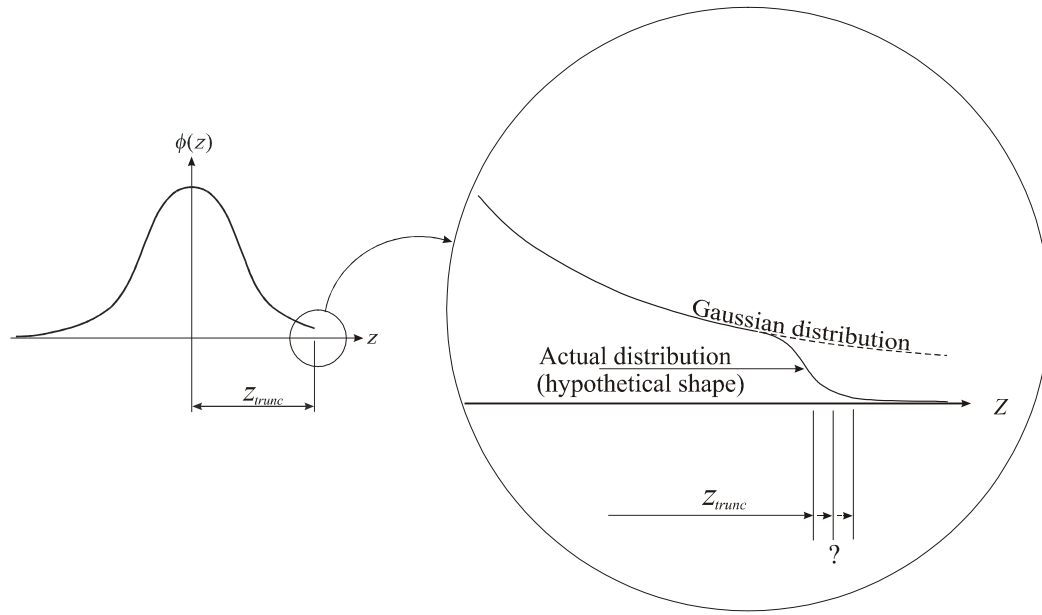 ϕ(z)
z
z_trunc
Gaussian distribution
Actual distribution
(hypothetical shape)
z
z_trunc
?